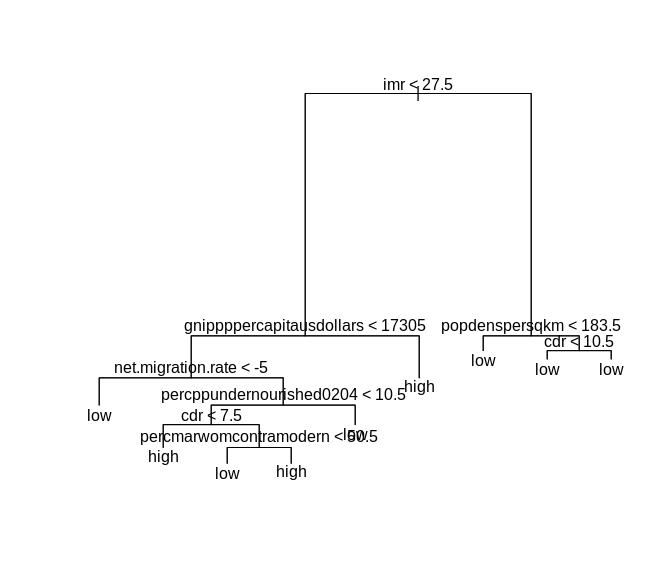 imr < 27.5
gnippppercapitausdollars < 17305
popdenspersqkm < 183.5
cdr < 10.5
low
low
low
net.migration.rate < -5
high
percppundernourished0204 < 10.5
low
cdr < 7.5
low
percmarwomcontramodern < 50.5
high
low
high